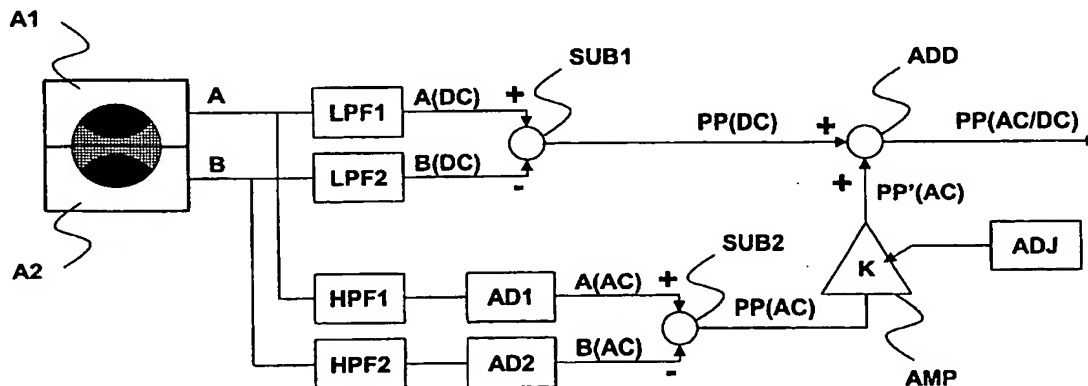 A1
SUB1
ADD
A
LPF1
A(DC)
+
PP(DC)
+
PP(AC/DC)
B
LPF2
B(DC)
-
+
PP'(AC)
A2
SUB2
ADJ
K
HPF1
AD1
A(AC)
+
PP(AC)
HPF2
AD2
B(AC)
-
AMP